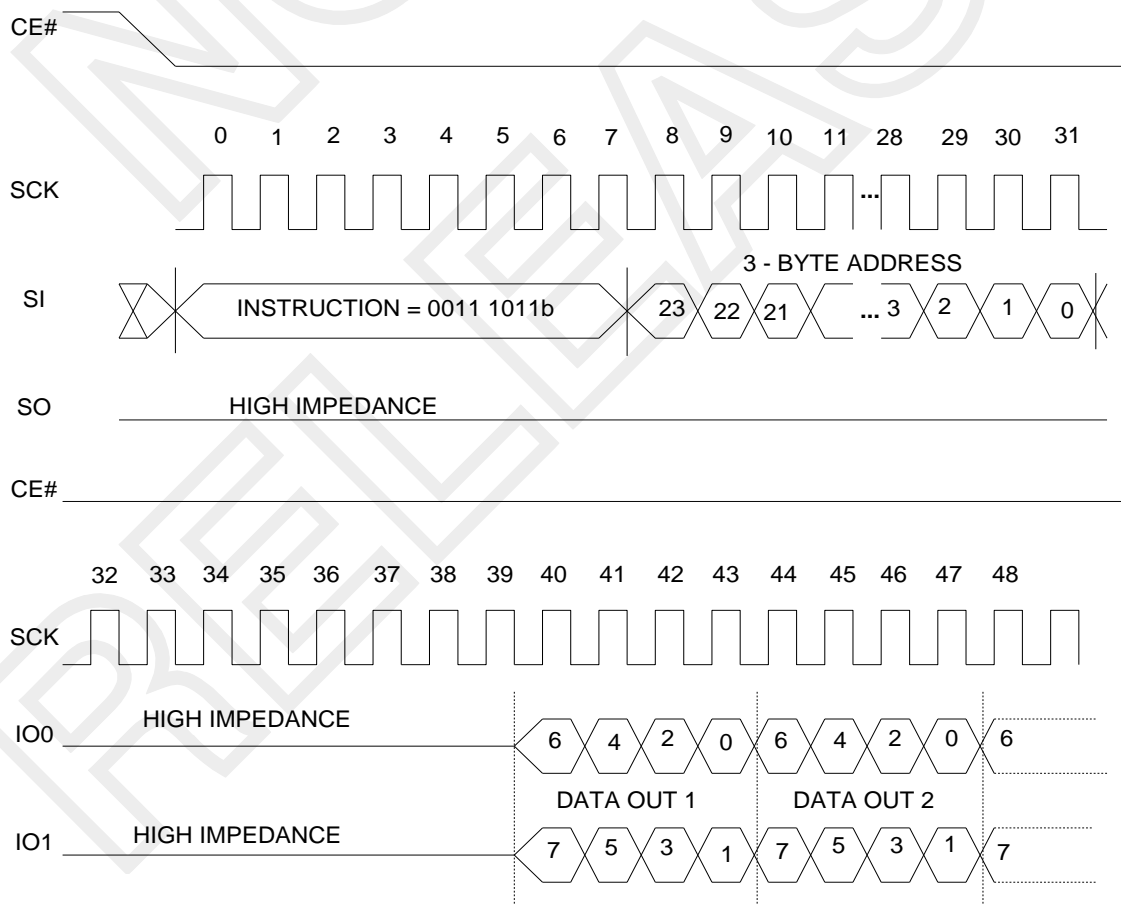 CE#
0 1 2 3 4 5 6 7 8 9 10 11 28 29 30 31
SCK ...
3 - BYTE ADDRESS
SI INSTRUCTION = 0011 1011b 23 22 21 ... 3 2 1 0
SO HIGH IMPEDANCE
CE#
32 33 34 35 36 37 38 39 40 41 42 43 44 45 46 47 48
SCK
HIGH IMPEDANCE
IO0 6 4 2 0 6 4 2 0 6
DATA OUT 1 DATA OUT 2
HIGH IMPEDANCE
IO1 7 5 3 1 7 5 3 1 7
RELEAS